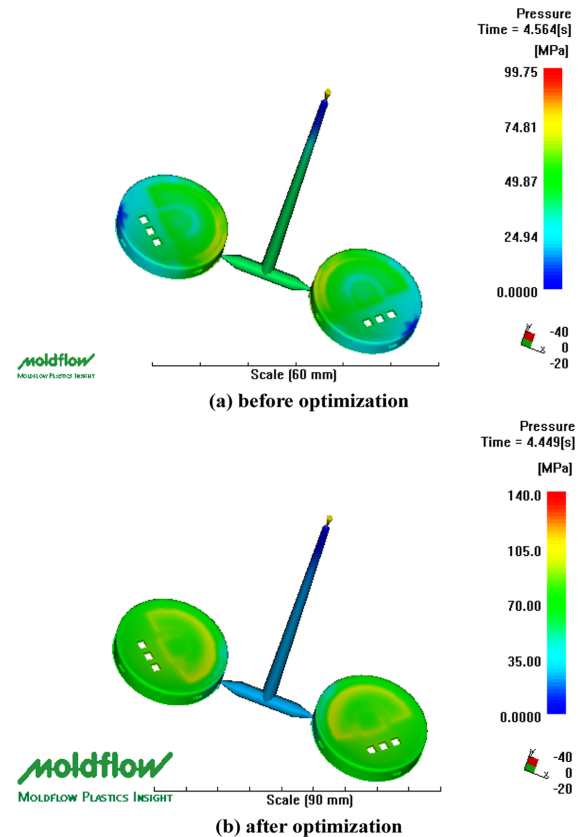 Pressure
Time = 4.564[s]
[MPa]
99.75
74.81
49.87
24.94
0.0000
Y
X
-40
0
-20
moldflow
MOLDFLOW PLASTICS INSIGHT
Scale (60 mm)
(a) before optimization
Pressure
Time = 4.449[s]
[MPa]
140.0
105.0
70.00
35.00
0.0000
Y
X
-40
0
-20
moldflow
MOLDFLOW PLASTICS INSIGHT
Scale (90 mm)
(b) after optimization